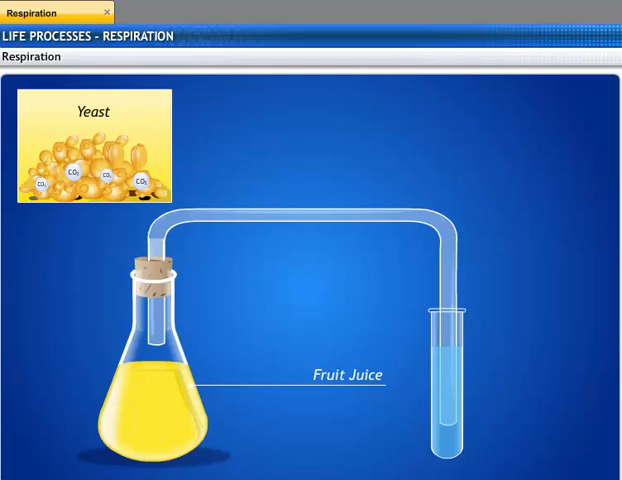 Respiration
LIFE PROCESSES - RESPIRATION
Respiration
Yeast
CO₂ CO₂ CO₂ CO₂
Fruit Juice